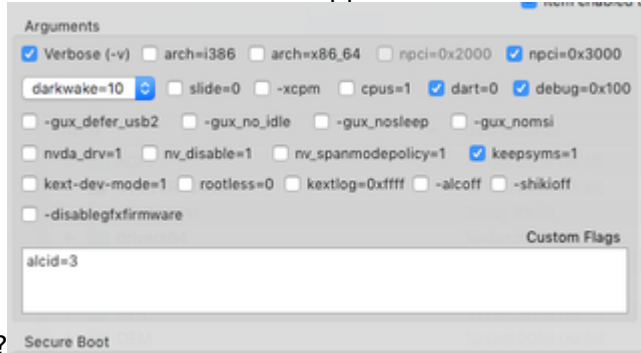 Item enabled
Arguments
Verbose (-v) arch=i386 arch=x86_64 npci=0x2000 npci=0x3000
darkwake=10 slide=0 -xcpm cpus=1 dart=0 debug=0x100
-gux_defer_usb2 -gux_no_idle -gux_nosleep -gux_nomsi
nvda_drv=1 nv_disable=1 nv_spanmodepolicy=1 keepsyms=1
kext-dev-mode=1 rootless=0 kextlog=0xffff -alcoff -shikioff
-disablegfxfirmware
Custom Flags
alcid=3
? Secure Boot